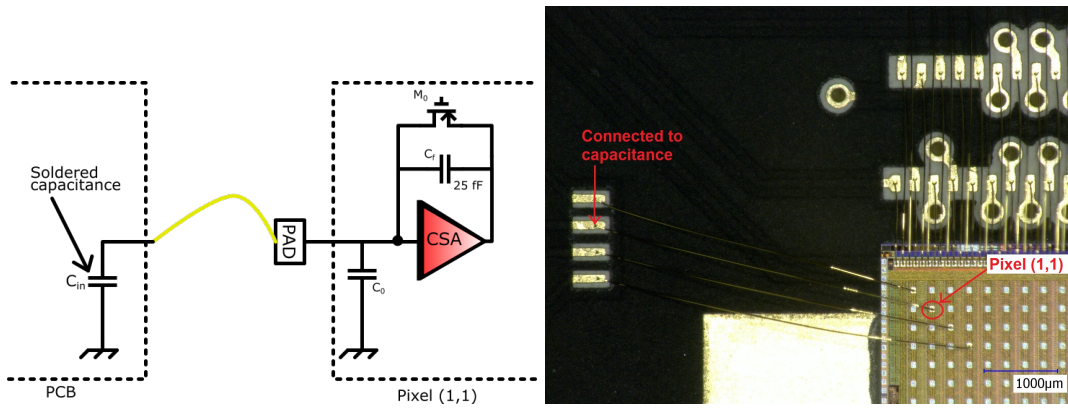 M0
Cf
25 fF
Soldered
capacitance
PAD
CSA
Cin
C0
PCB
Pixel (1,1)
Connected to
capacitance
Pixel (1,1)
1000µm